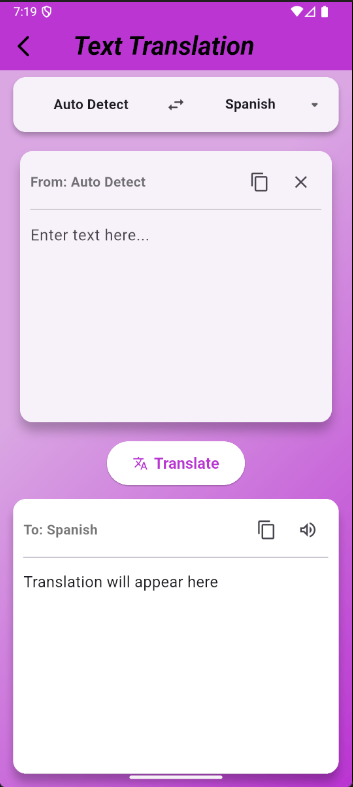 7:19
Text Translation
Auto Detect Spanish
From: Auto Detect
Enter text here...
Translate
To: Spanish
Translation will appear here